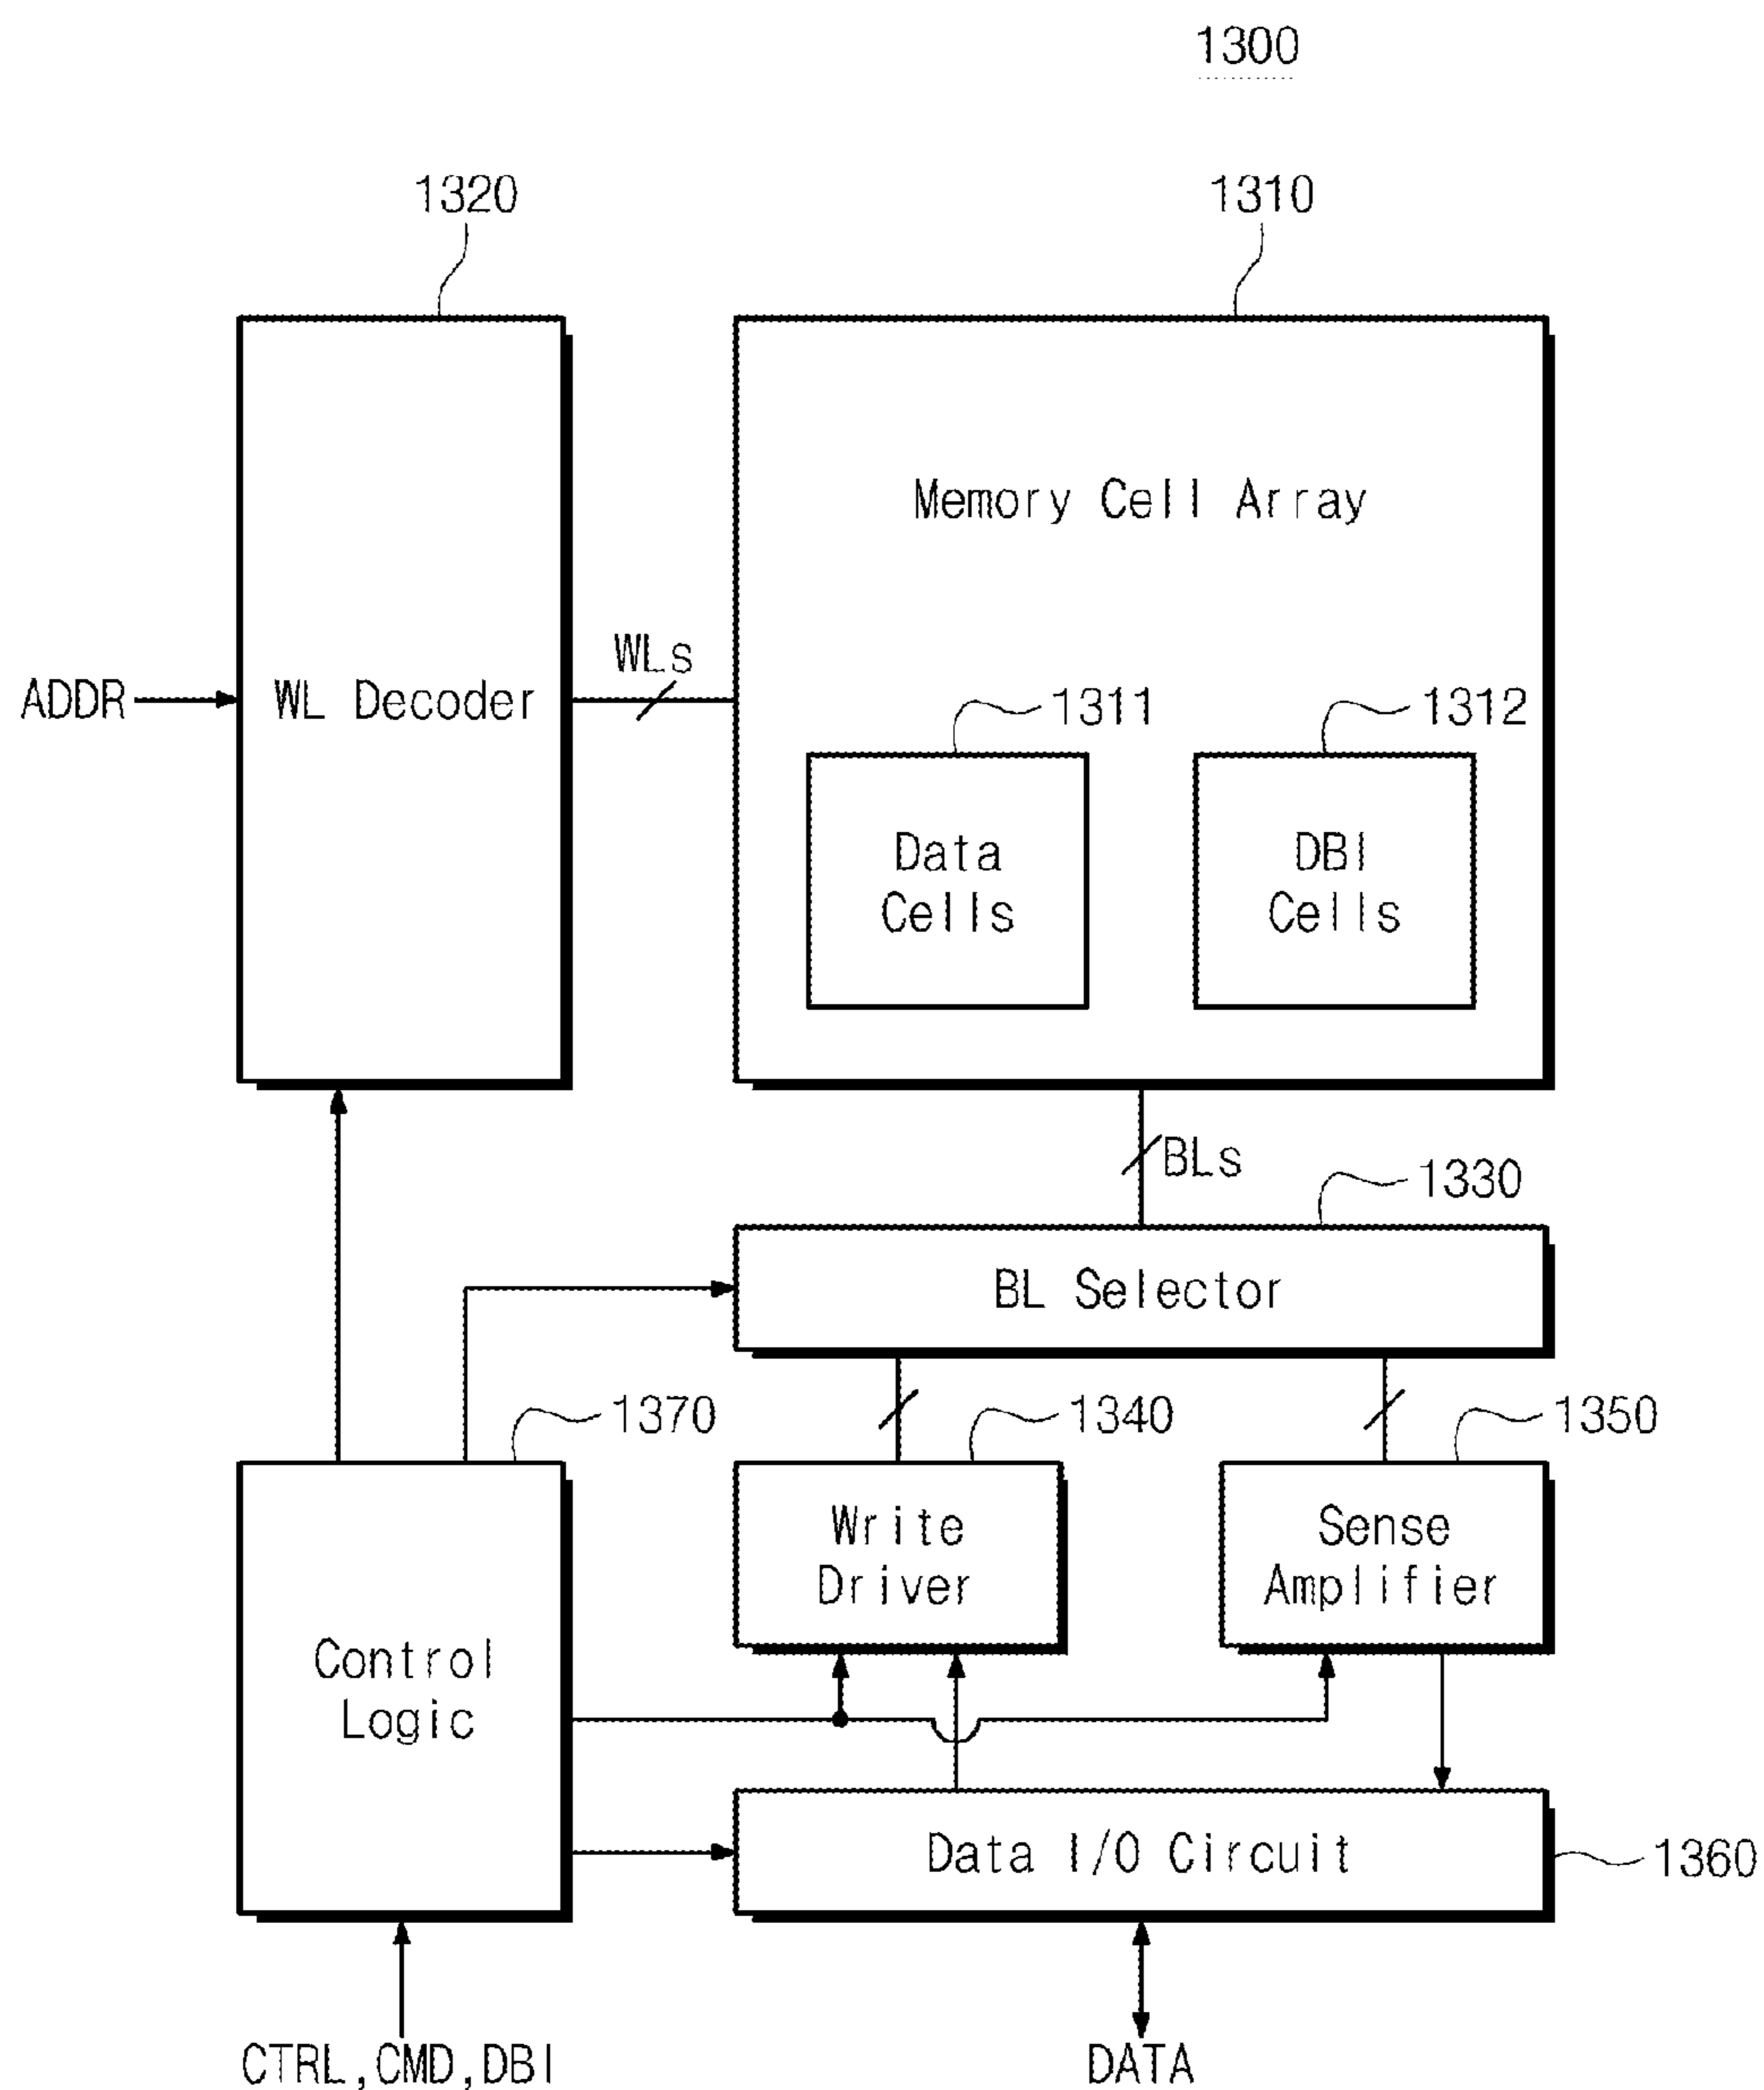 1300
1320
1310
Memory Cell Array
WLs
ADDR
WL Decoder
1311
1312
Data
Cells
DBI
Cells
BLs
1330
BL Selector
1370
1340
1350
Write
Driver
Sense
Amplifier
Control
Logic
Data I/O Circuit
1360
CTRL,CMD,DBI
DATA